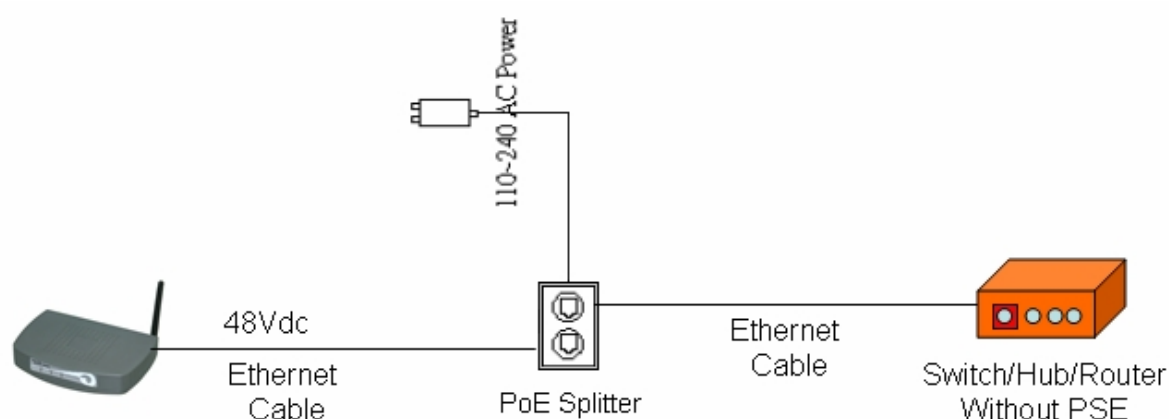 110~240 AC Power
48Vdc
Ethernet
Cable
PoE Splitter
Ethernet
Cable
Switch/Hub/Router
Without PSE